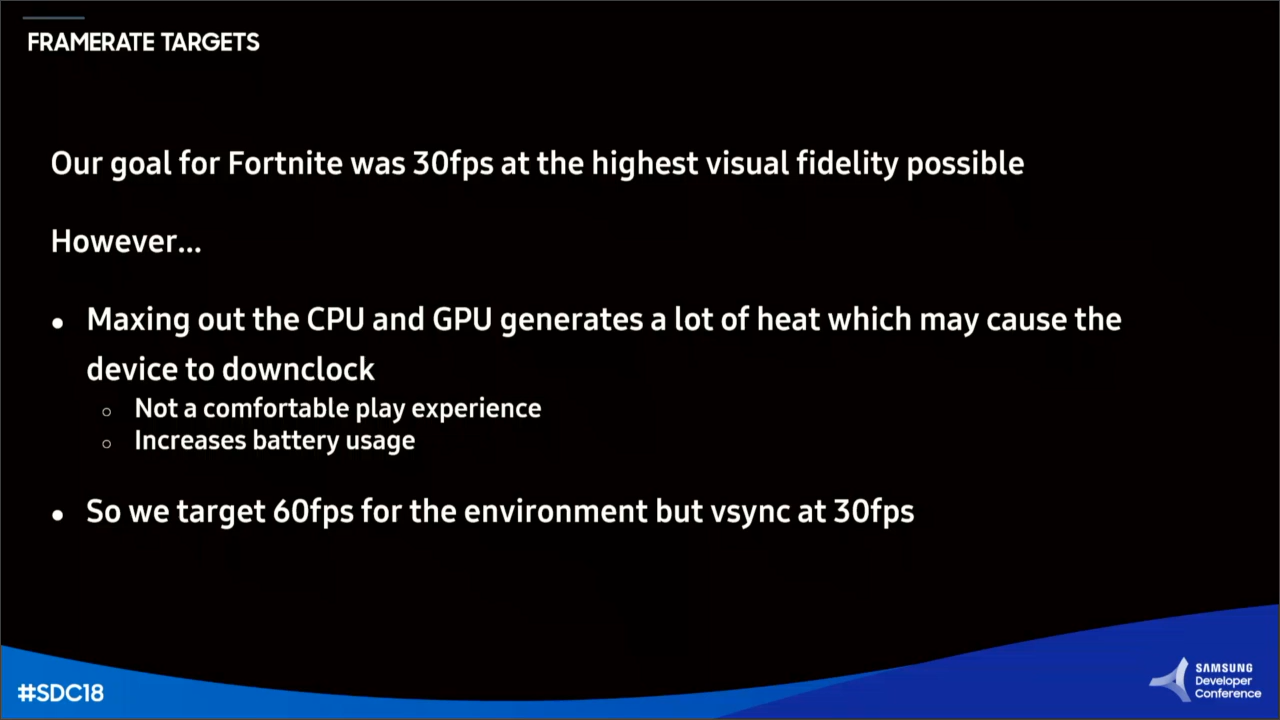 FRAMERATE TARGETS
Our goal for Fortnite was 30fps at the highest visual fidelity possible
However...
• Maxing out the CPU and GPU generates a lot of heat which may cause the
device to downclock
○ Not a comfortable play experience
○ Increases battery usage
• So we target 60fps for the environment but vsync at 30fps
#SDC18
SAMSUNG
Developer
Conference